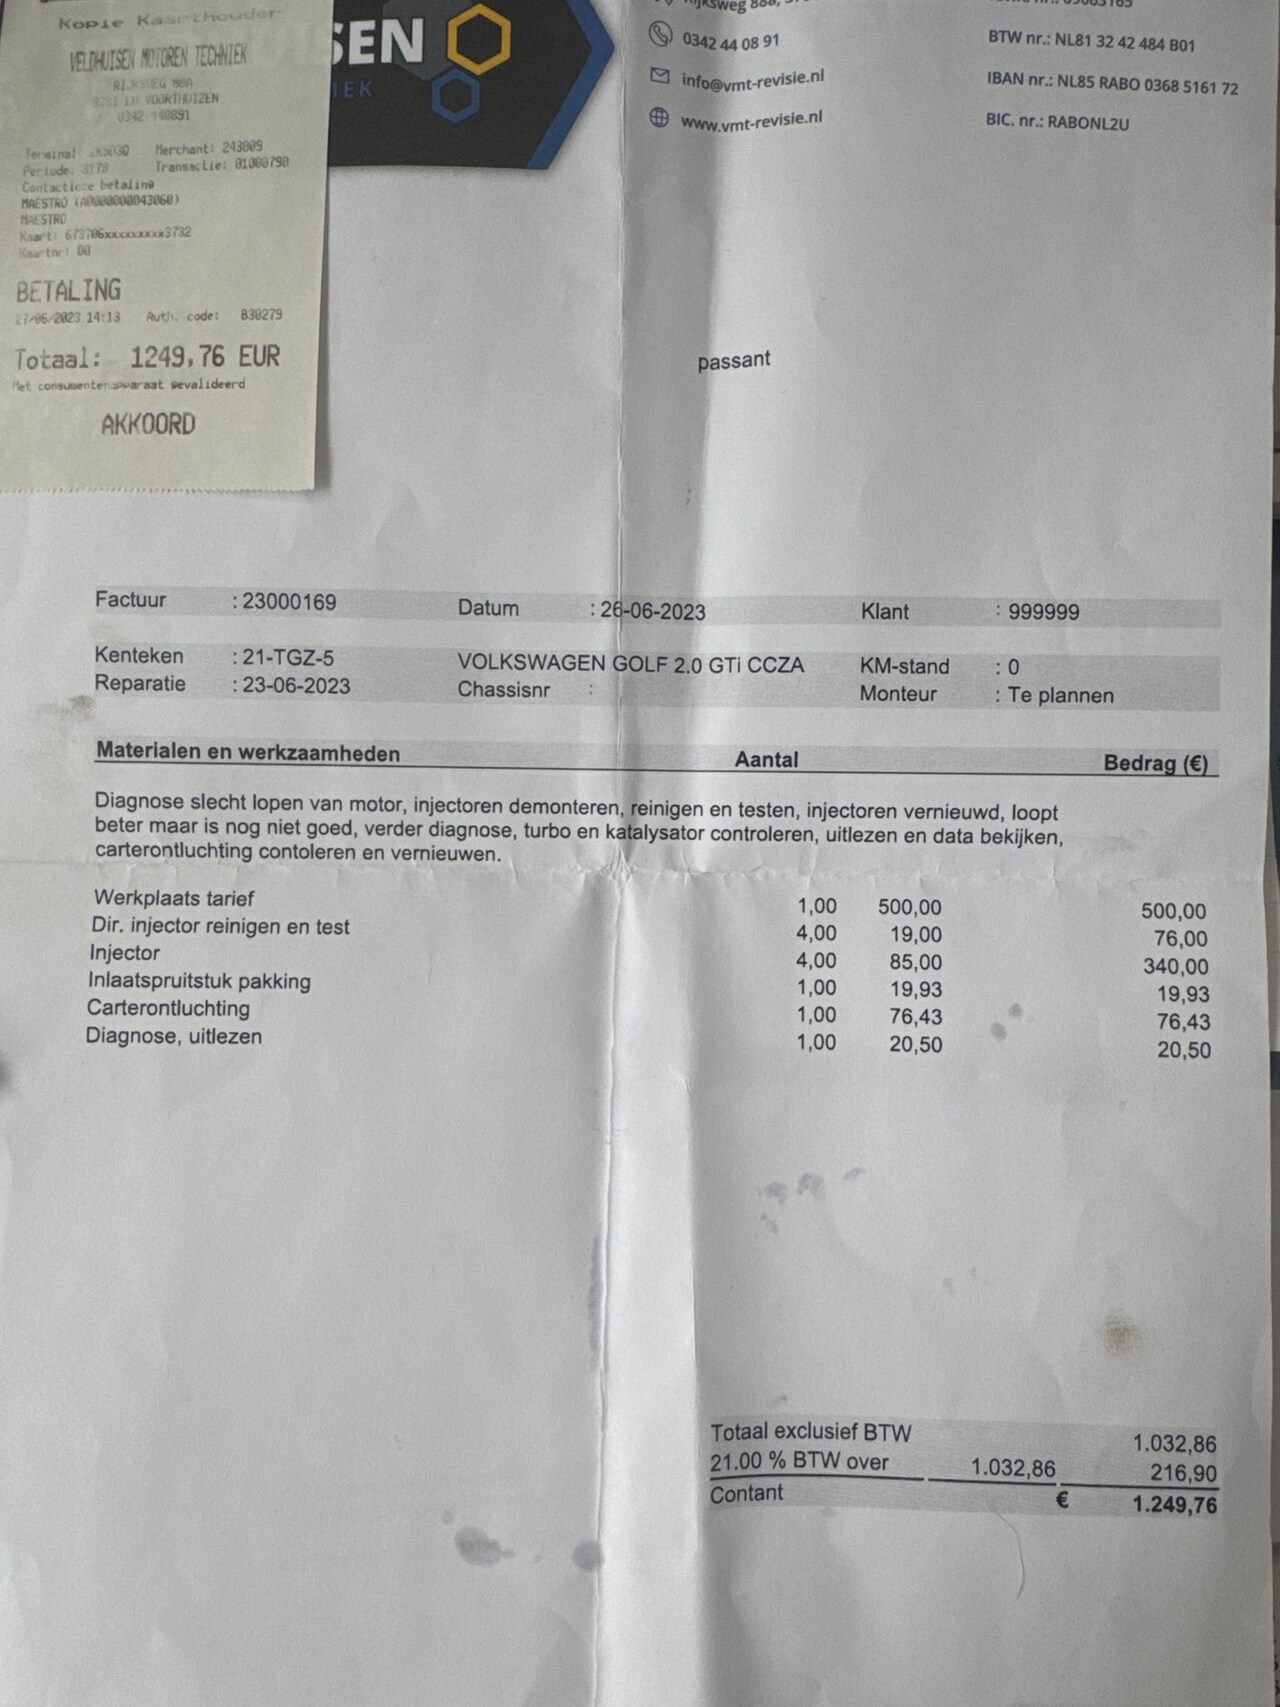 Kopie Kaarthouder
VELDHUISEN MOTOREN TECHNIEK
RIJKSWEG 88A
VOORTHUIZEN
0342-440891
Terminal: Merchant: 243809
Periode: 3178 Transactie: 01000798
Contactloze betaling
MAESTRO (A0000000043060)
MAESTRO
Kaart: 673706xxxxxxxxx3732
Kaartnr: 00
BETALING
27/06/2023 14:13 Auth. code: B30279
Totaal: 1249,76 EUR
Met consumentenapparaat gevalideerd
AKKOORD
SEN
IEK
Rijksweg 88a,
0342 44 08 91
info@vmt-revisie.nl
www.vmt-revisie.nl
BTW nr.: NL81 32 42 484 B01
IBAN nr.: NL85 RABO 0368 5161 72
BIC. nr.: RABONL2U
passant
Factuur : 23000169 Datum : 26-06-2023 Klant : 999999
Kenteken : 21-TGZ-5 VOLKSWAGEN GOLF 2.0 GTi CCZA KM-stand : 0
Reparatie : 23-06-2023 Chassisnr : Monteur : Te plannen
Materialen en werkzaamheden Aantal Bedrag (€)
Diagnose slecht lopen van motor, injectoren demonteren, reinigen en testen, injectoren vernieuwd, loopt
beter maar is nog niet goed, verder diagnose, turbo en katalysator controleren, uitlezen en data bekijken,
carterontluchting contoleren en vernieuwen.
Werkplaats tarief 1,00 500,00 500,00
Dir. injector reinigen en test 4,00 19,00 76,00
Injector 4,00 85,00 340,00
Inlaatspruitstuk pakking 1,00 19,93 19,93
Carterontluchting 1,00 76,43 76,43
Diagnose, uitlezen 1,00 20,50 20,50
Totaal exclusief BTW 1.032,86
21.00 % BTW over 1.032,86 216,90
Contant € 1.249,76